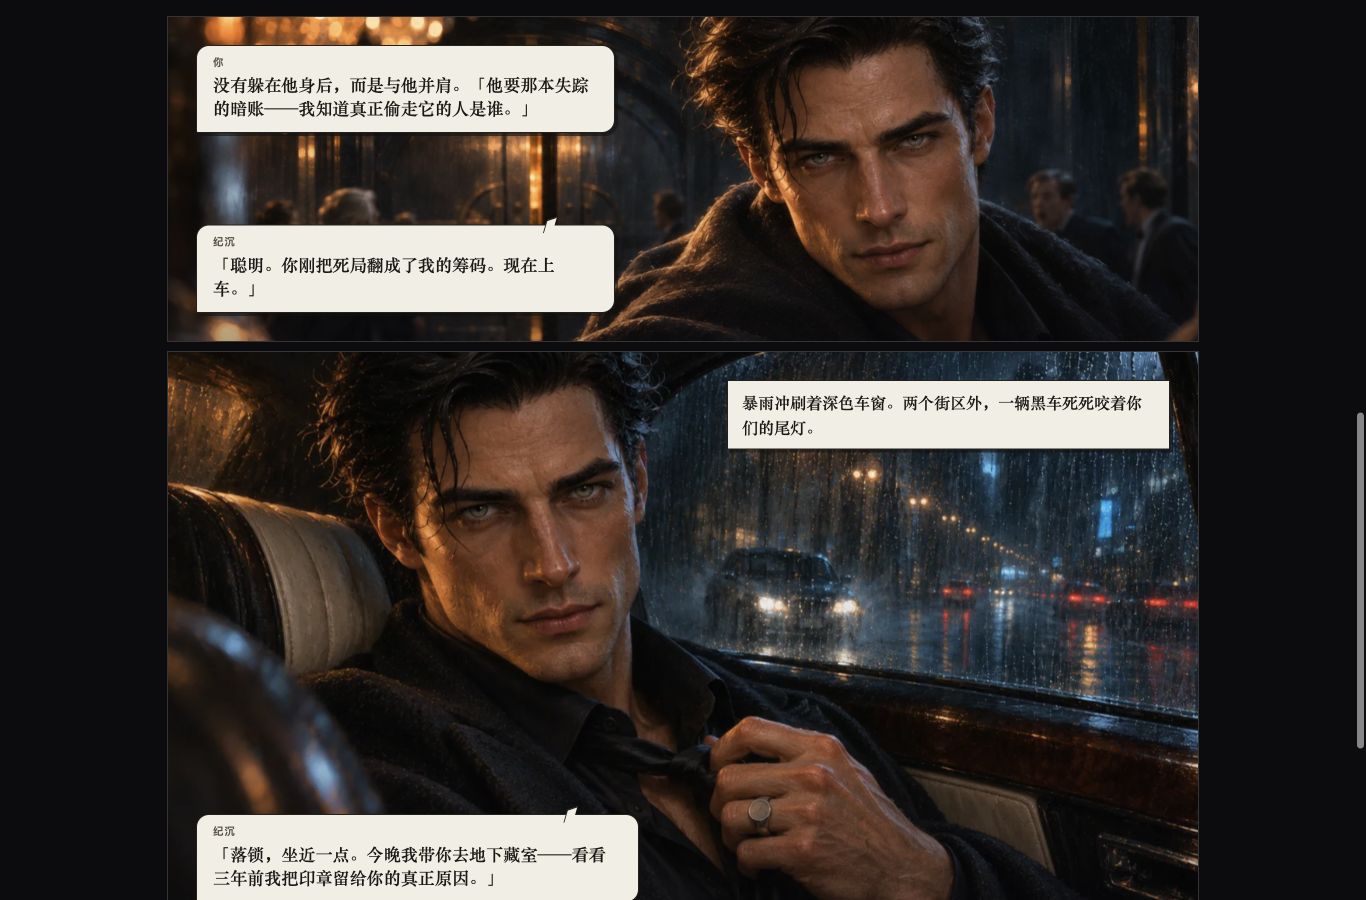 你
没有躲在他身后，而是与他并肩。「他要那本失踪
的暗账——我知道真正偷走它的人是谁。」
纪沉
「聪明。你刚把死局翻成了我的筹码。现在上
车。」
暴雨冲刷着深色车窗。两个街区外，一辆黑车死死咬着你
们的尾灯。
纪沉
「落锁，坐近一点。今晚我带你去地下藏室——看看
三年前我把印章留给你的真正原因。」